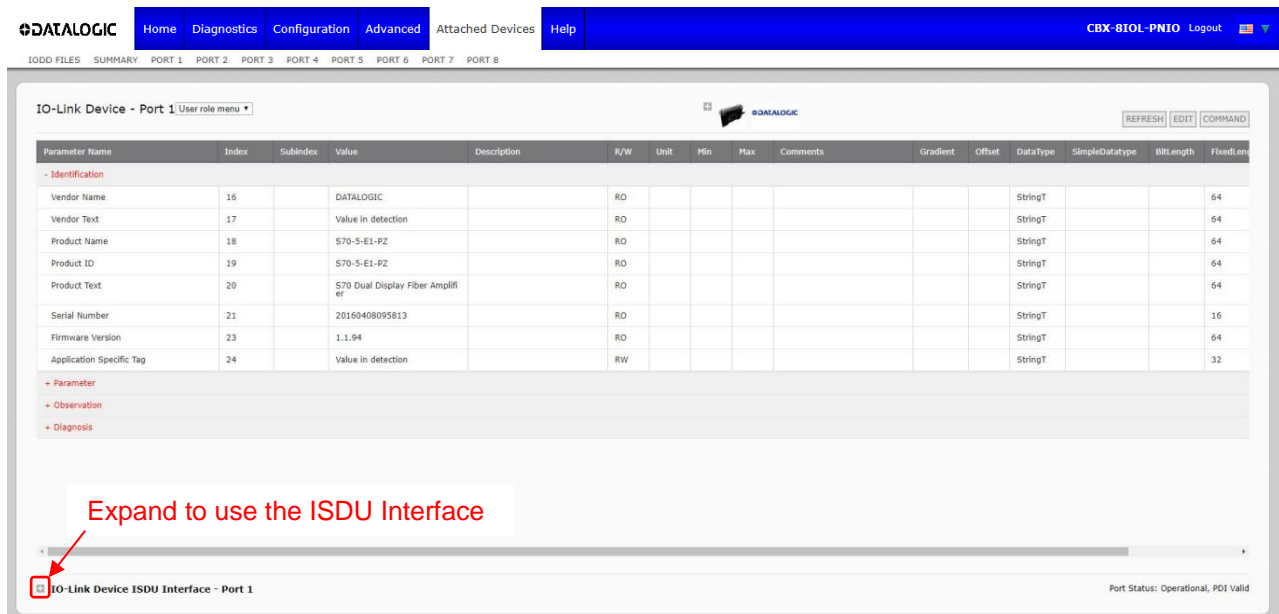 DATALOGIC Home Diagnostics Configuration Advanced Attached Devices Help CBX-8IOL-PNIO Logout
IODD FILES SUMMARY PORT 1 PORT 2 PORT 3 PORT 4 PORT 5 PORT 6 PORT 7 PORT 8
IO-Link Device - Port 1 User role menu DATALOGIC REFRESH EDIT COMMAND
Parameter Name Index Subindex Value Description R/W Unit Min Max Comments Gradient Offset DataType SimpleDatatype BitLength FixedLeng
- Identification
Vendor Name 16 DATALOGIC RO StringT 64
Vendor Text 17 Value in detection RO StringT 64
Product Name 18 S70-5-E1-PZ RO StringT 64
Product ID 19 S70-5-E1-PZ RO StringT 64
Product Text 20 S70 Dual Display Fiber Amplifi RO StringT 64
er
Serial Number 21 20160408095813 RO StringT 16
Firmware Version 23 1.1.94 RO StringT 64
Application Specific Tag 24 Value in detection RW StringT 32
+ Parameter
+ Observation
+ Diagnosis
Expand to use the ISDU Interface
IO-Link Device ISDU Interface - Port 1 Port Status: Operational, PDI Valid